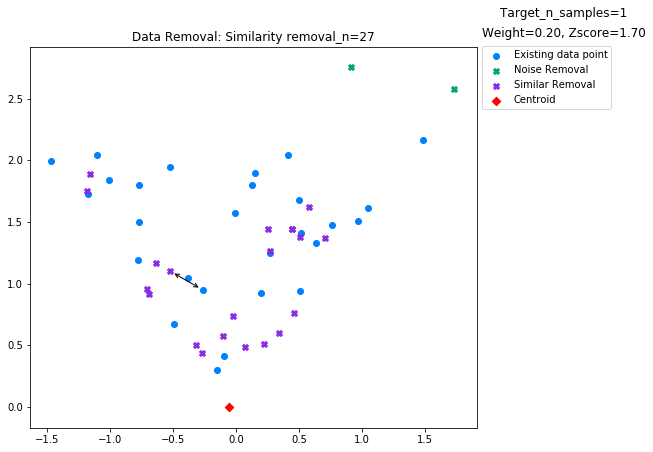 Target_n_samples=1
Weight=0.20, Zscore=1.70
Data Removal: Similarity removal_n=27
Existing data point
Noise Removal
Similar Removal
Centroid
2.5
2.0
1.5
1.0
0.5
0.0
−1.5 −1.0 −0.5 0.0 0.5 1.0 1.5